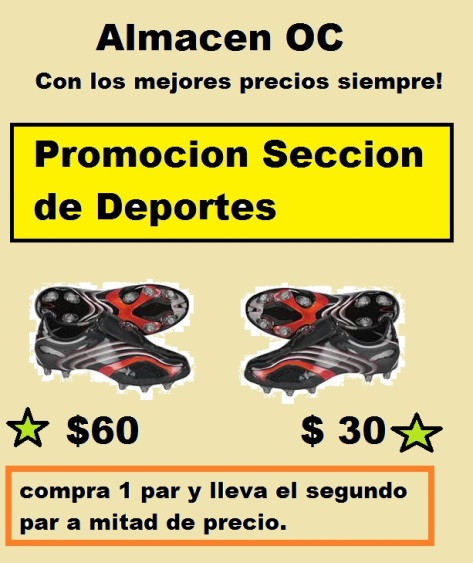 Almacen OC
Con los mejores precios siempre!
Promocion Seccion
de Deportes
$60
$ 30
compra 1 par y lleva el segundo
par a mitad de precio.